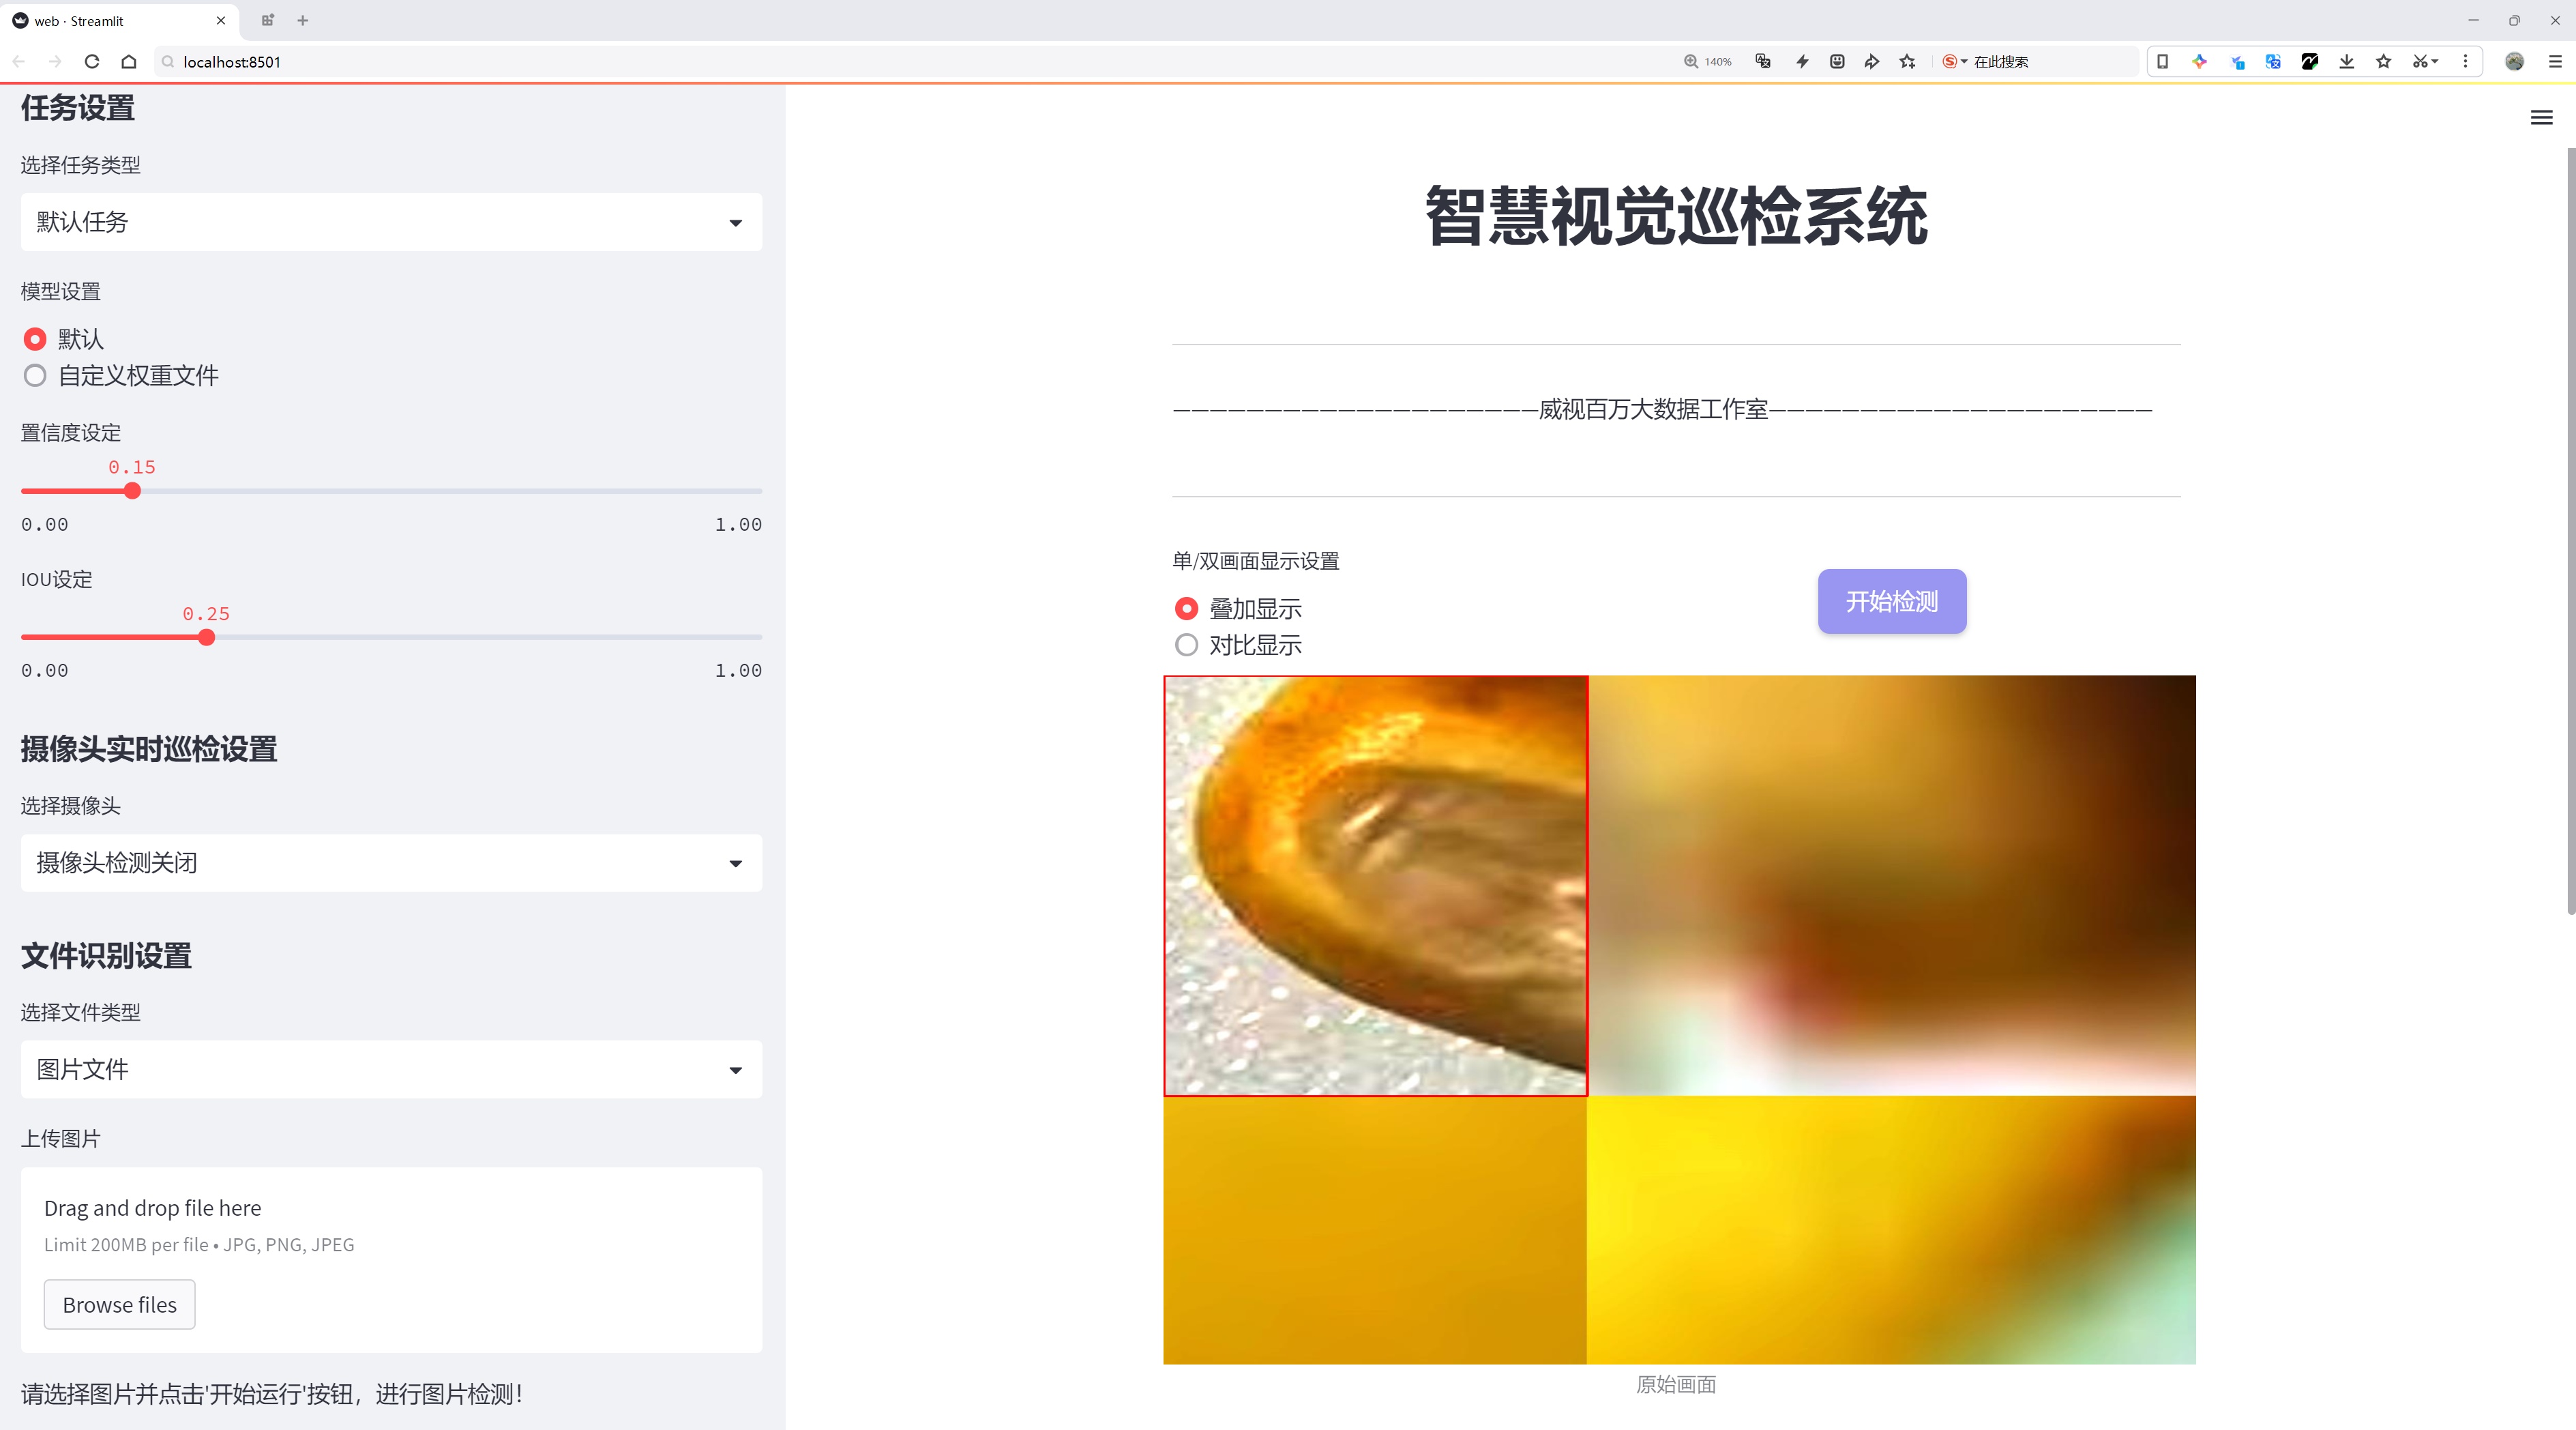 web · Streamlit
localhost:8501
140%
在此搜索
任务设置
选择任务类型
默认任务
模型设置
默认
自定义权重文件
置信度设定
0.15
0.00
1.00
IOU设定
0.25
0.00
1.00
摄像头实时巡检设置
选择摄像头
摄像头检测关闭
文件识别设置
选择文件类型
图片文件
上传图片
Drag and drop file here
Limit 200MB per file • JPG, PNG, JPEG
Browse files
请选择图片并点击'开始运行'按钮，进行图片检测！
智慧视觉巡检系统
————————————————————威视百万大数据工作室—————————————————————
单/双画面显示设置
叠加显示
对比显示
开始检测
原始画面